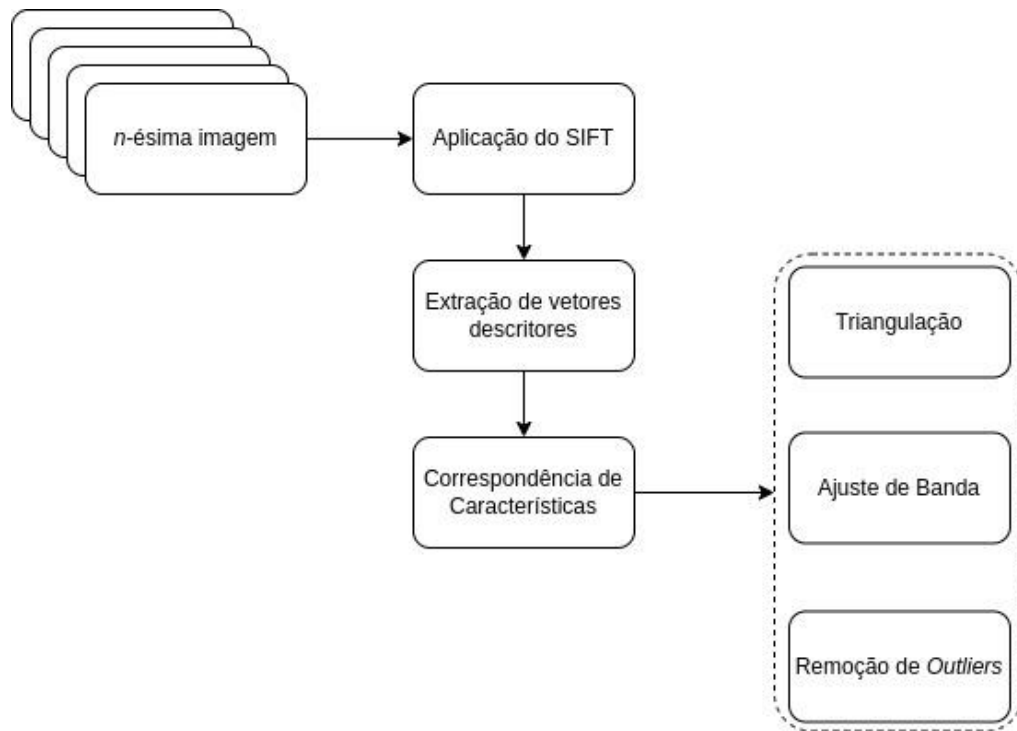 n-ésima imagem
Aplicação do SIFT
Extração de vetores
descritores
Correspondência de
Características
Triangulação
Ajuste de Banda
Remoção de Outliers